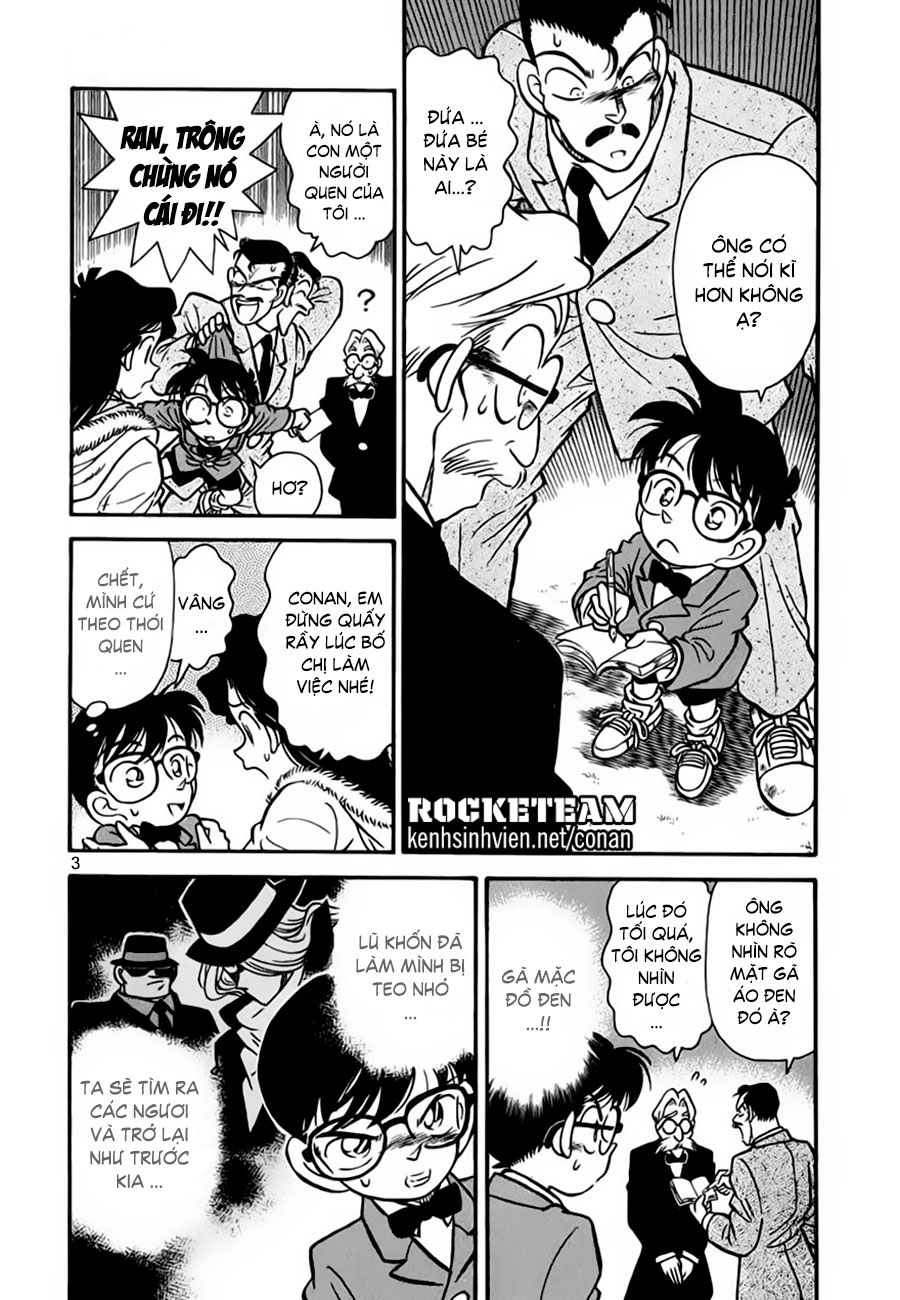 ÔNG CÓ
THỂ NÓI KĨ
HƠN KHÔNG
Ạ?
ĐỨA ...
ĐỨA BÉ
NÀY LÀ
AI...?
À, NÓ LÀ
CON MỘT
NGƯỜI
QUEN CỦA
TÔI ...
RAN, TRÔNG
CHỪNG NÓ
CÁI ĐI!!
?
HƠ?
CONAN, EM
ĐỪNG QUẤY
RẦY LÚC BỐ
CHỊ LÀM
VIỆC NHÉ!
VÂNG
...
CHẾT,
MÌNH CỨ
THEO THÓI
QUEN
...
ROCKETEAM
kenhsinhvien.net/conan
3
ÔNG
KHÔNG
NHÌN RÕ
MẶT GÃ
ÁO ĐEN
ĐÓ À?
LÚC ĐÓ
TỐI QUÁ,
TÔI KHÔNG
NHÌN
ĐƯỢC
...
GÃ MẶC
ĐỒ ĐEN
...!!
LŨ KHỐN ĐÃ
LÀM MÌNH BỊ
TEO NHỎ
...
TA SẼ TÌM RA
CÁC NGƯƠI
VÀ TRỞ LẠI
NHƯ TRƯỚC
KIA ...